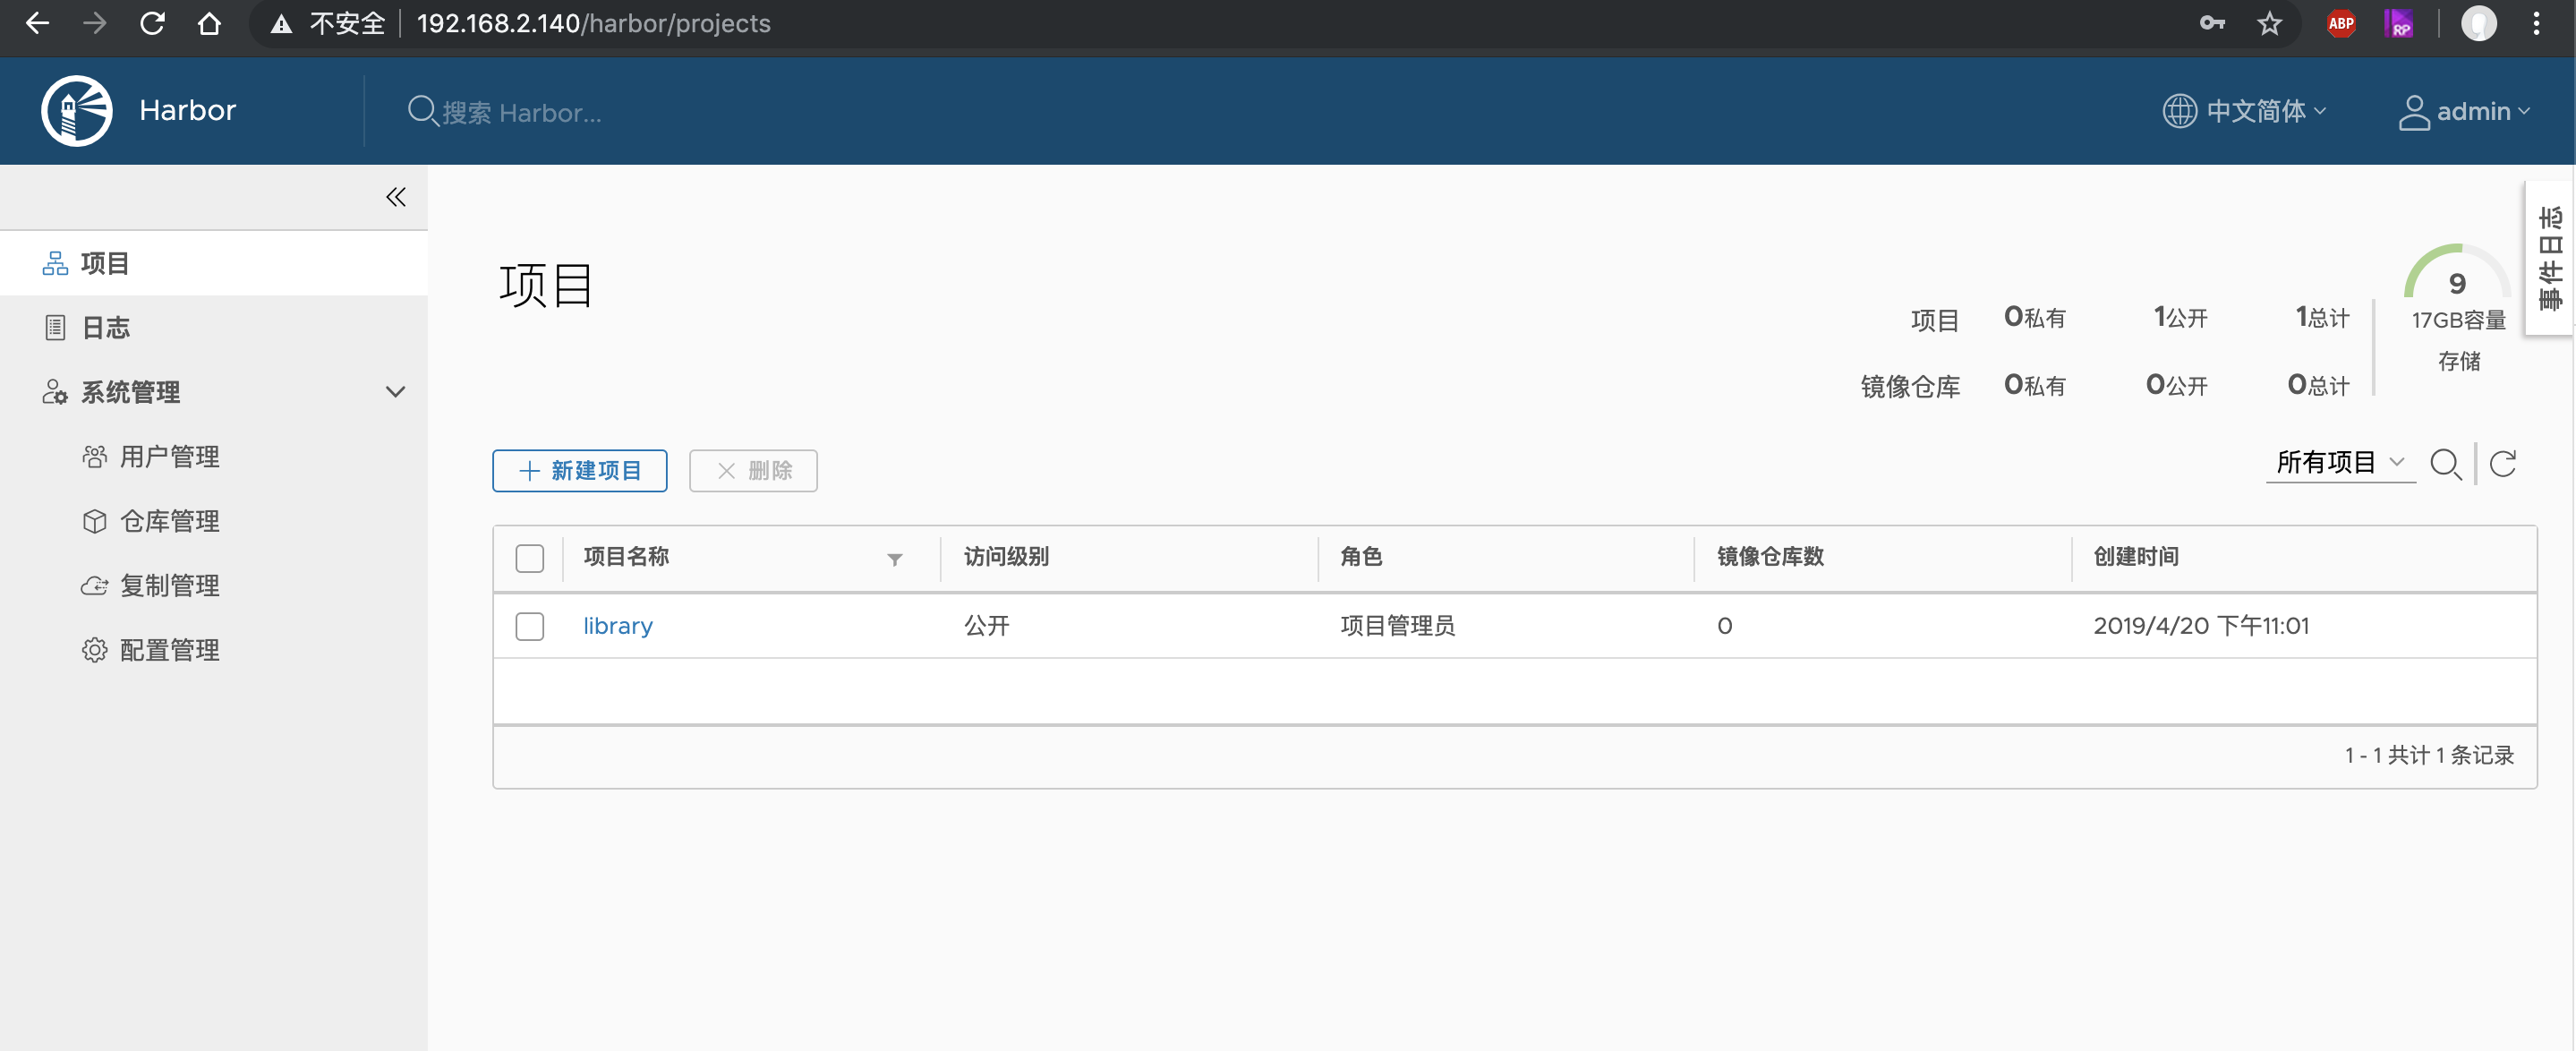 不安全 192.168.2.140/harbor/projects
ABP
RP
Harbor
搜索 Harbor...
中文简体
admin
项目
日志
系统管理
用户管理
仓库管理
复制管理
配置管理
项目
项目 0私有 1公开 1总计
镜像仓库 0私有 0公开 0总计
9
17GB容量
存储
事件日志
新建项目
删除
所有项目
项目名称 访问级别 角色 镜像仓库数 创建时间
library 公开 项目管理员 0 2019/4/20 下午11:01
1 - 1 共计 1 条记录